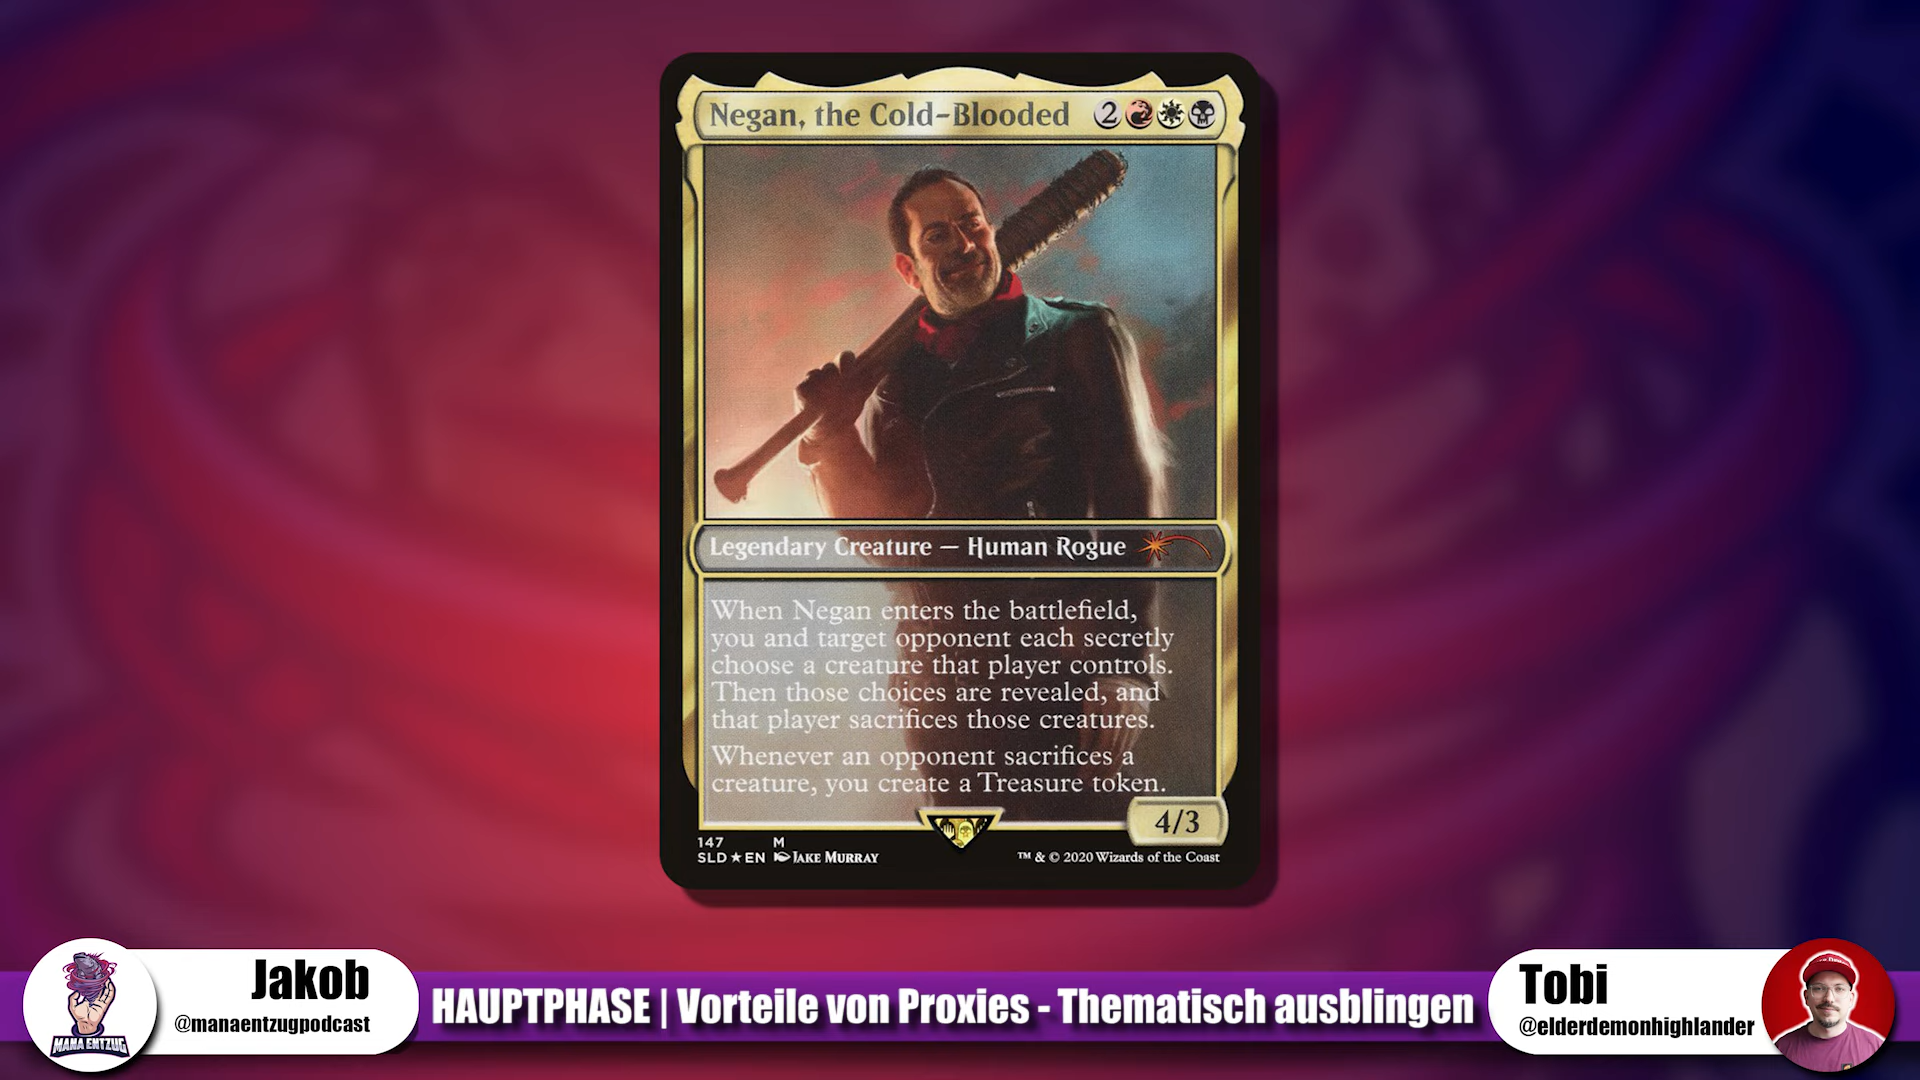 Negan, the Cold-Blooded 2
Legendary Creature — Human Rogue
When Negan enters the battlefield,
you and target opponent each secretly
choose a creature that player controls.
Then those choices are revealed, and
that player sacrifices those creatures.
Whenever an opponent sacrifices a
creature, you create a Treasure token.
4/3
147 M
SLD ★ EN JAKE MURRAY
™ & © 2020 Wizards of the Coast
Jakob
@manaentzugpodcast
MANA ENTZUG
HAUPTPHASE | Vorteile von Proxies - Thematisch ausblingen
Tobi
@elderdemonhighlander